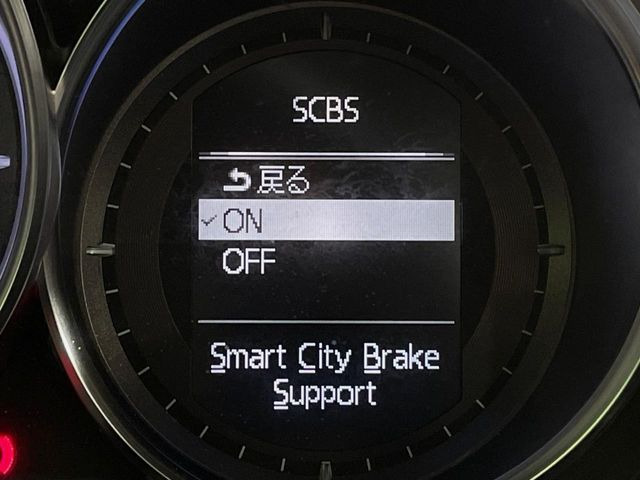 SCBS
戻る
ON
OFF
Smart City Brake
Support